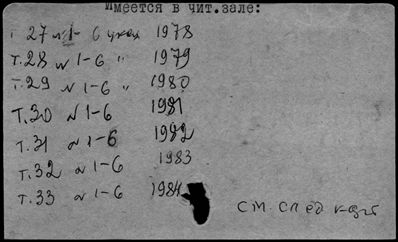 Имеется в чит.зале:
т 27 № 1-6 1978
т.28 № 1-6 " 1979
т.29 № 1-6 " 1980
Т.30 № 1-6 1981
т.31 № 1-6 1982
т.32 № 1-6 1983
т.33 № 1-6 1984
см. след к-ку